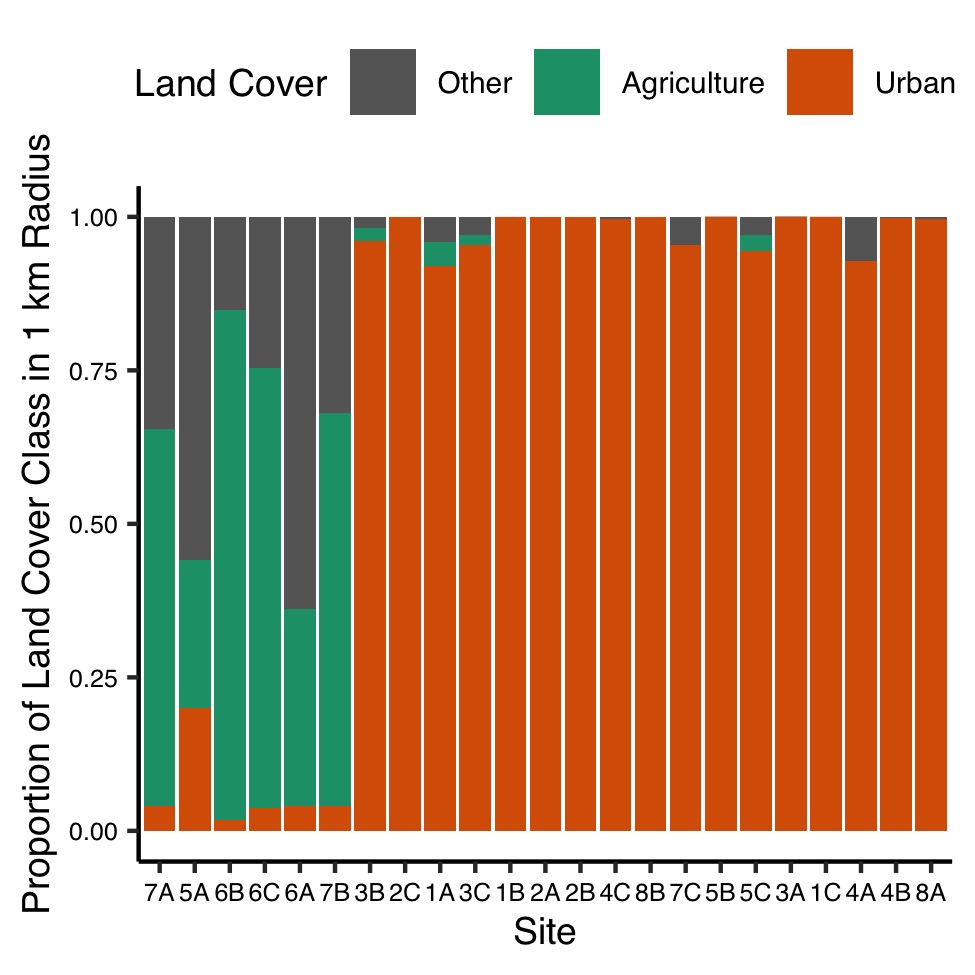 Land Cover Other Agriculture Urban
Proportion of Land Cover Class in 1 km Radius
1.00
0.75
0.50
0.25
0.00
7A 5A 6B 6C 6A 7B 3B 2C 1A 3C 1B 2A 2B 4C 8B 7C 5B 5C 3A 1C 4A 4B 8A
Site